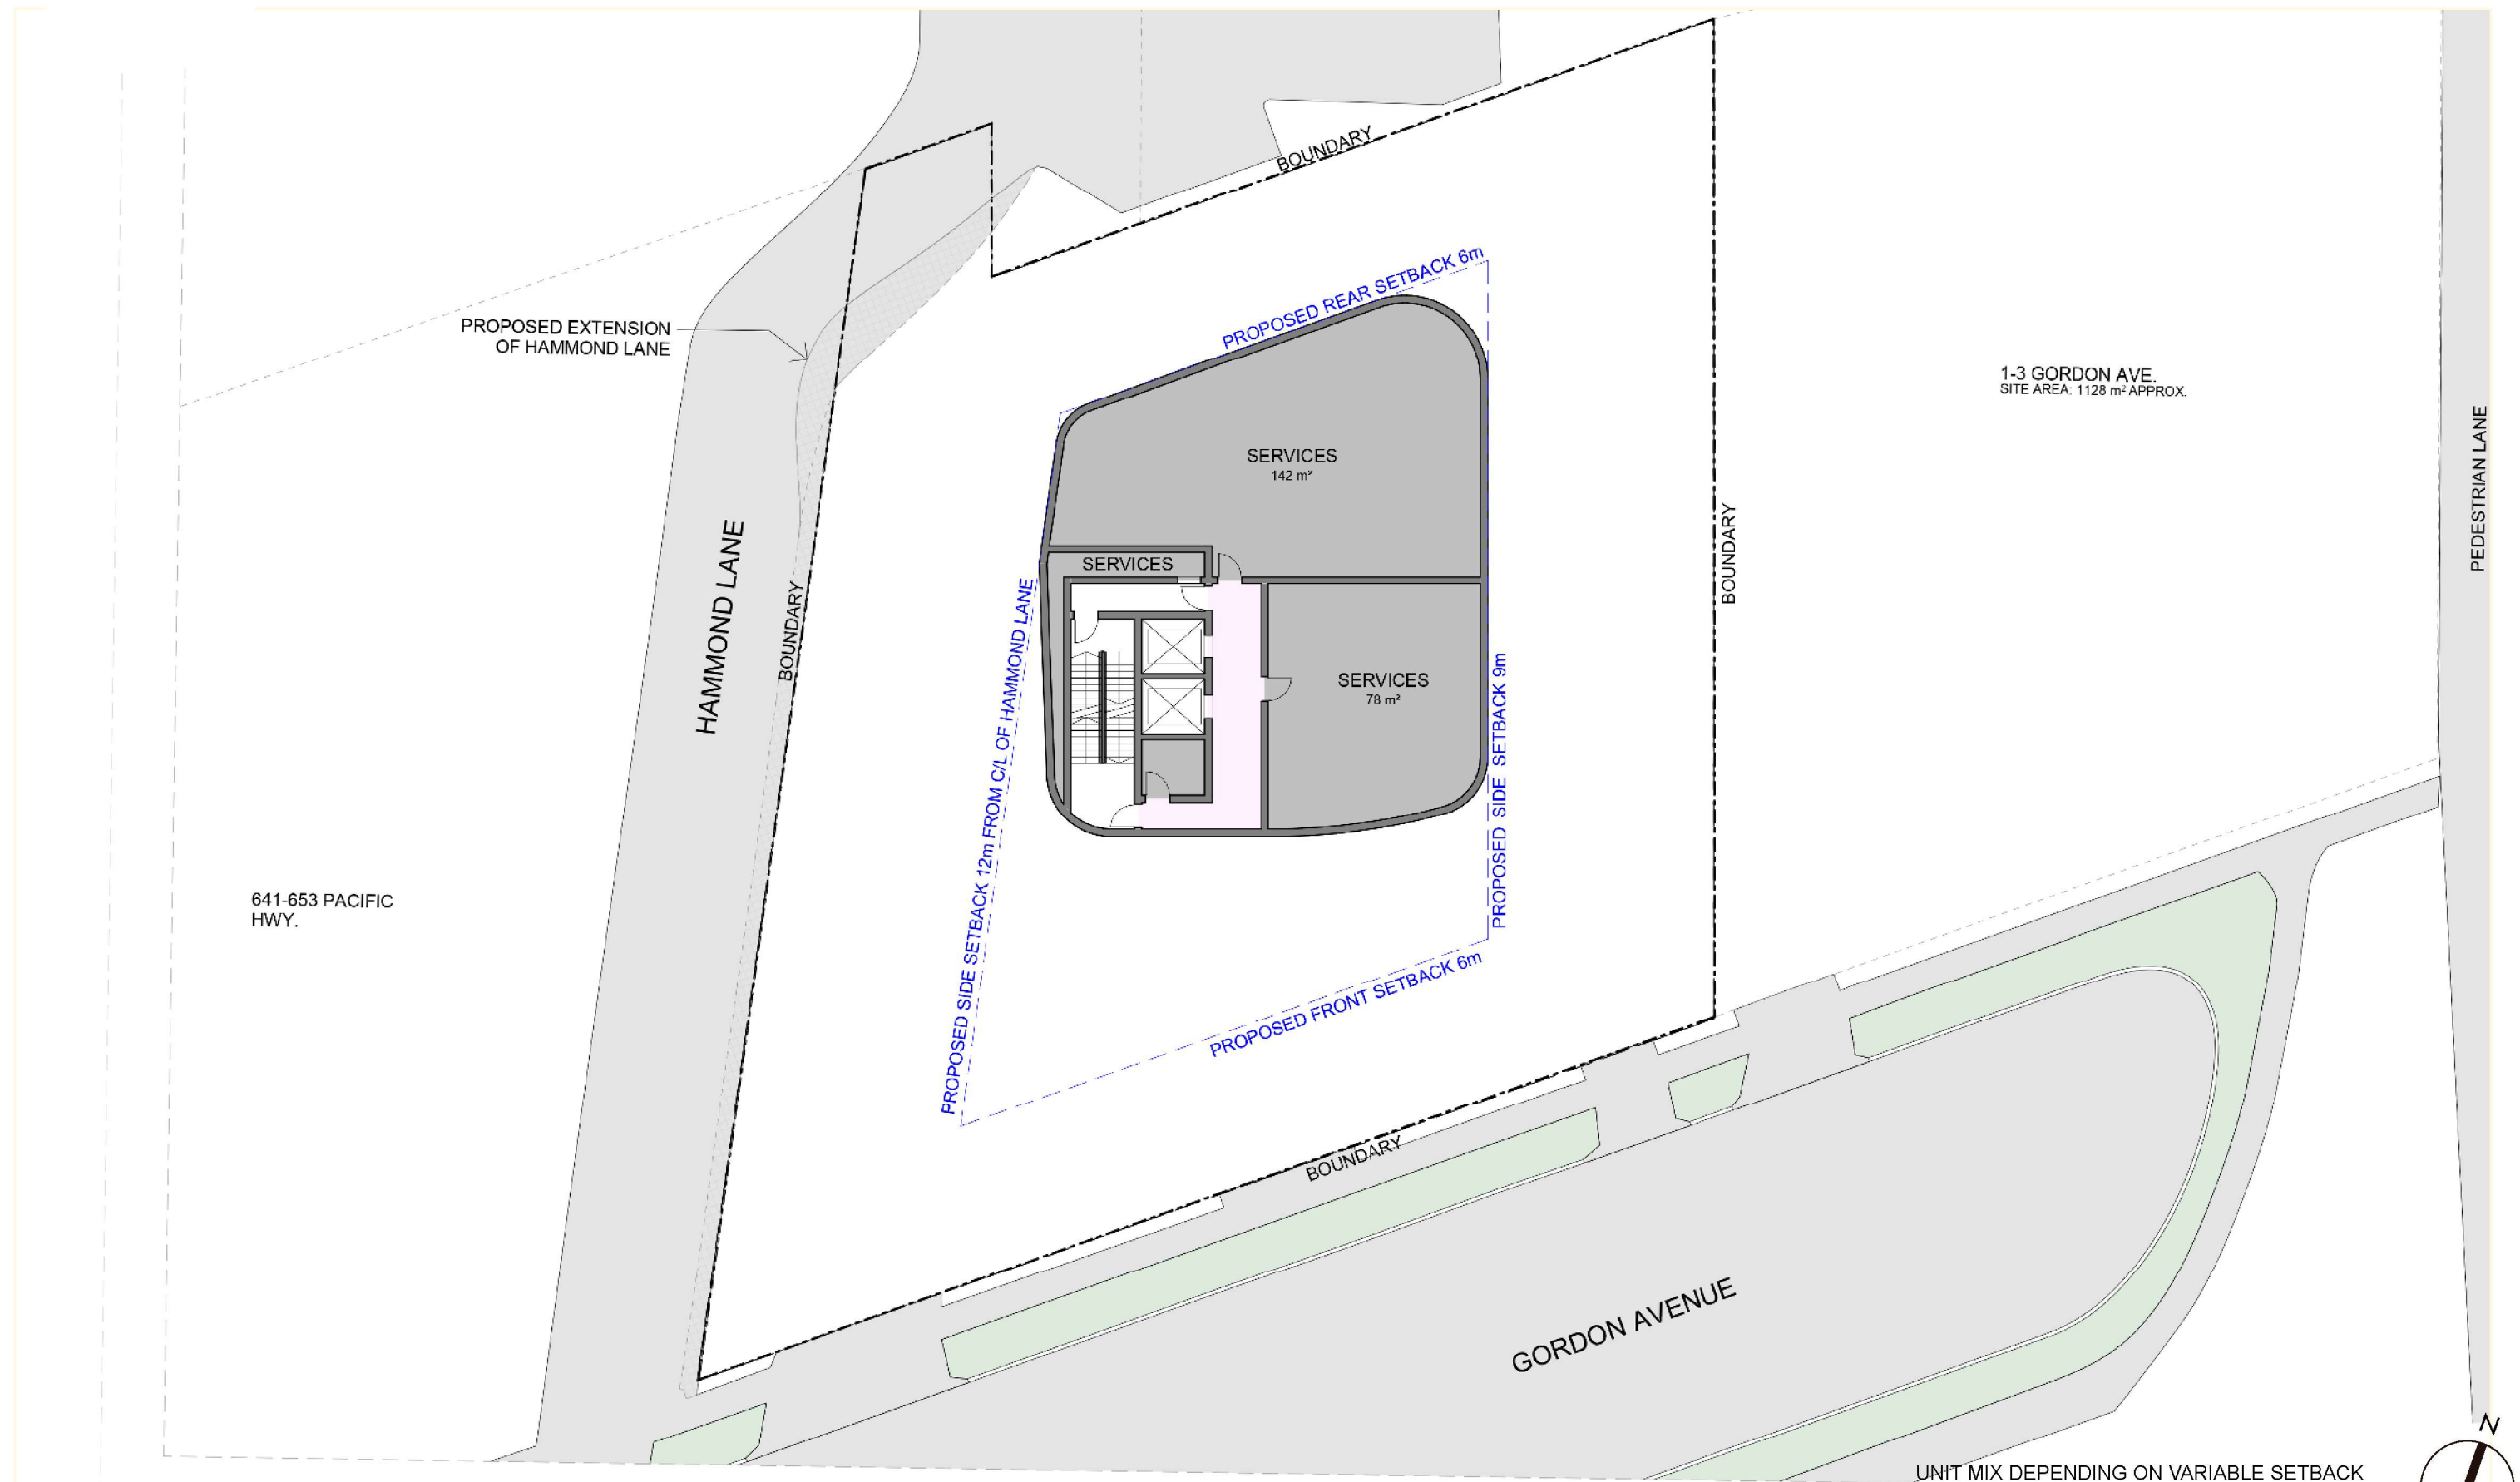 BOUNDARY
PROPOSED REAR SETBACK 6m
PROPOSED EXTENSION
OF HAMMOND LANE
1-3 GORDON AVE.
SITE AREA: 1128 m² APPROX.
PEDESTRIAN LANE
SERVICES
142 m²
BOUNDARY
HAMMOND LANE
BOUNDARY
SERVICES
PROPOSED SIDE SETBACK 12m FROM C/L OF HAMMOND LANE
SERVICES
78 m²
PROPOSED SIDE SETBACK 9m
641-653 PACIFIC
HWY.
PROPOSED FRONT SETBACK 6m
BOUNDARY
GORDON AVENUE
N
UNIT MIX DEPENDING ON VARIABLE SETBACK